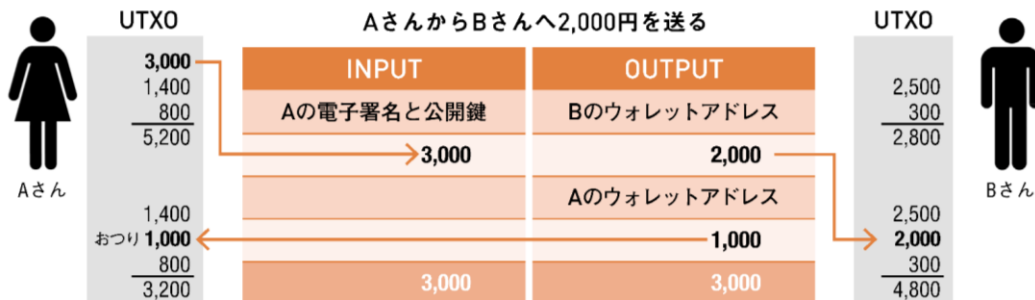 AさんからBさんへ2,000円を送る
UTXO
3,000
1,400
800
5,200
Aさん
1,400
おつり 1,000
800
3,200
INPUT
OUTPUT
Aの電子署名と公開鍵
Bのウォレットアドレス
3,000
2,000
Aのウォレットアドレス
1,000
3,000
3,000
UTXO
2,500
300
2,800
Bさん
2,500
2,000
300
4,800